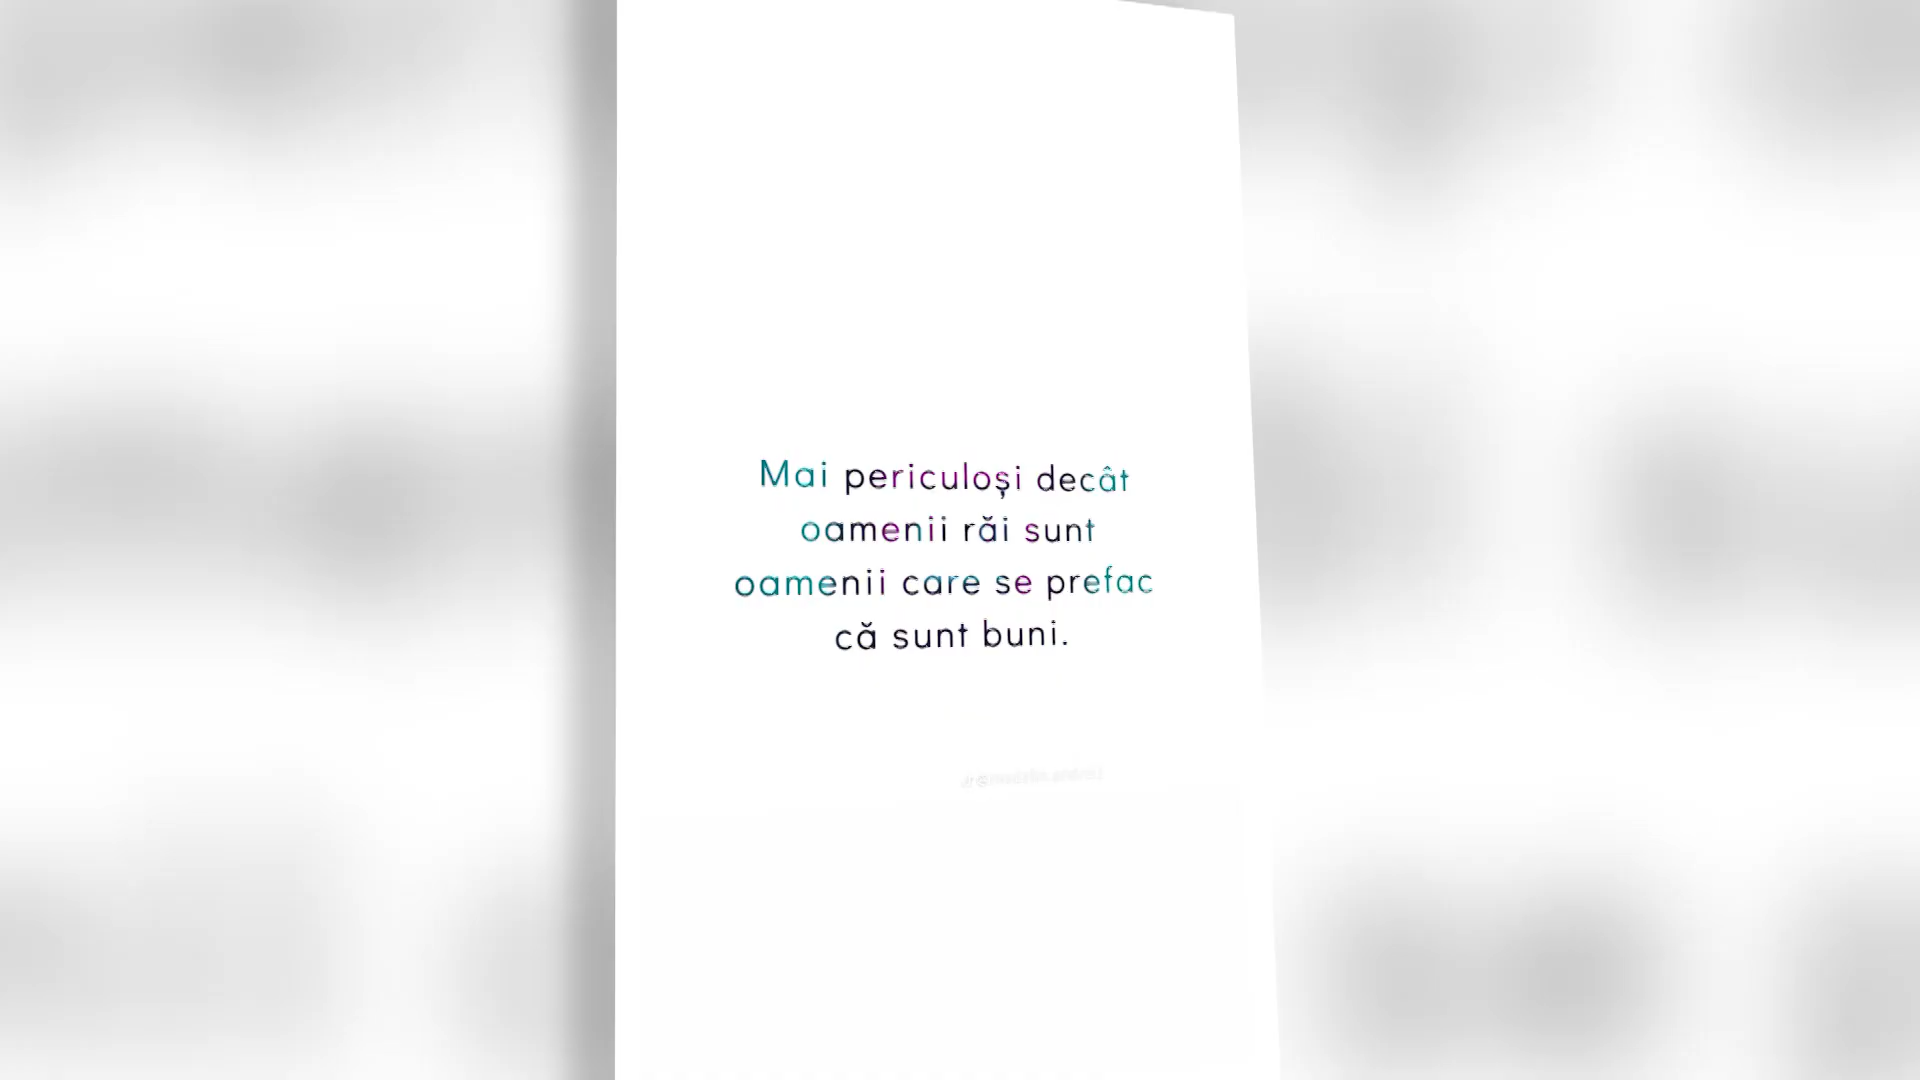 Mai periculoși decât
oamenii răi sunt
oamenii care se prefac
că sunt buni.